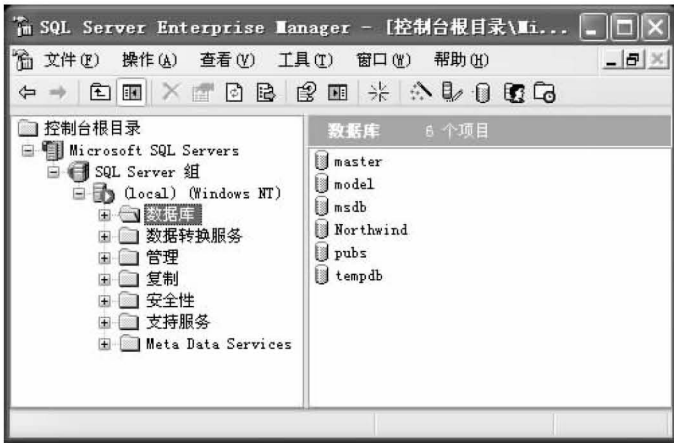 SQL Server Enterprise Manager - [控制台根目录\Mi...
文件(F) 操作(A) 查看(V) 工具(T) 窗口(W) 帮助(H)
控制台根目录
Microsoft SQL Servers
SQL Server 组
(local) (Windows NT)
数据库
数据转换服务
管理
复制
安全性
支持服务
Meta Data Services
数据库 6 个项目
master
model
msdb
Northwind
pubs
tempdb